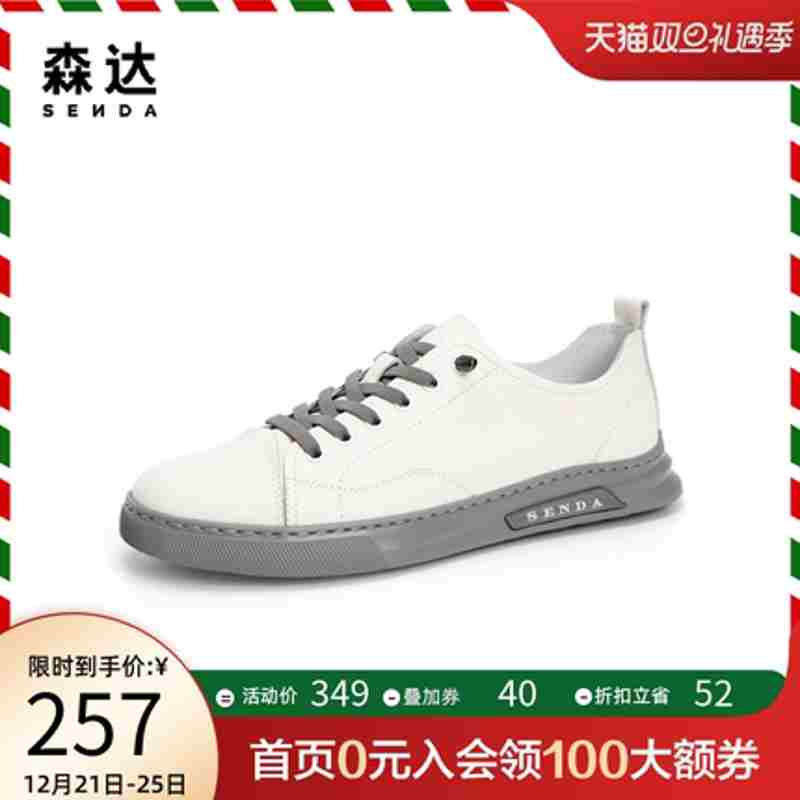 森达
SENDA
天猫双旦礼遇季
SENDA
限时到手价:¥
257
12月21日-25日
= 活动价 349 - 叠加券 40 - 折扣立省 52
首页0元入会领100大额券